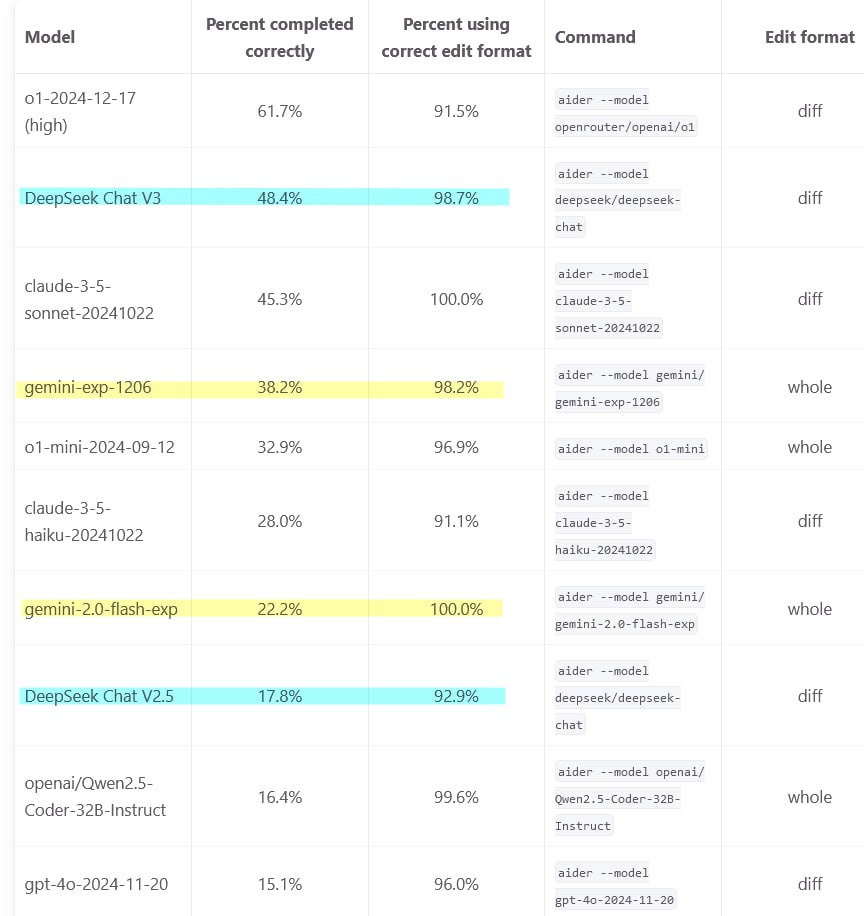 Model
Percent completed
correctly
Percent using
correct edit format
Command
Edit format
o1-2024-12-17
(high)
61.7%
91.5%
aider --model
openrouter/openai/o1
diff
DeepSeek Chat V3
48.4%
98.7%
aider --model
deepseek/deepseek-
chat
diff
claude-3-5-
sonnet-20241022
45.3%
100.0%
aider --model
claude-3-5-
sonnet-20241022
diff
gemini-exp-1206
38.2%
98.2%
aider --model gemini/
gemini-exp-1206
whole
o1-mini-2024-09-12
32.9%
96.9%
aider --model o1-mini
whole
claude-3-5-
haiku-20241022
28.0%
91.1%
aider --model
claude-3-5-
haiku-20241022
diff
gemini-2.0-flash-exp
22.2%
100.0%
aider --model gemini/
gemini-2.0-flash-exp
whole
DeepSeek Chat V2.5
17.8%
92.9%
aider --model
deepseek/deepseek-
chat
diff
openai/Qwen2.5-
Coder-32B-Instruct
16.4%
99.6%
aider --model openai/
Qwen2.5-Coder-32B-
Instruct
whole
gpt-4o-2024-11-20
15.1%
96.0%
aider --model
gpt-4o-2024-11-20
diff